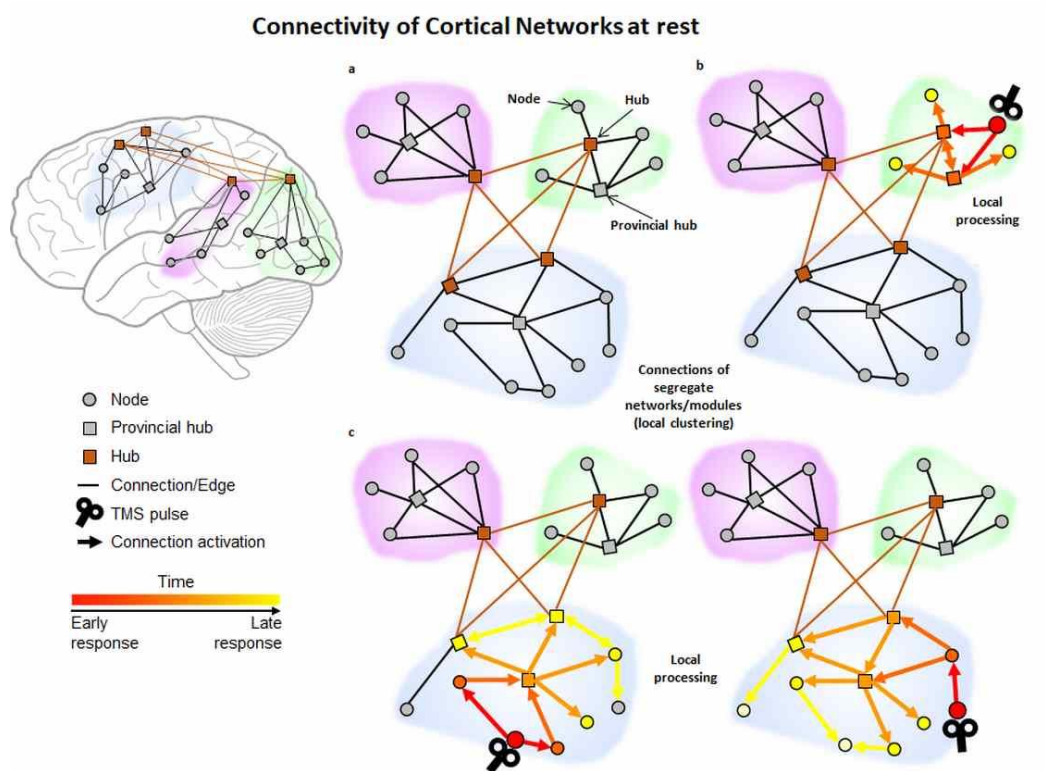 Connectivity of Cortical Networks at rest
a
Node
Hub
Provincial hub
b
Local
processing
Connections of
segregate
networks/modules
(local clustering)
Node
Provincial hub
Hub
Connection/Edge
TMS pulse
Connection activation
Time
Early
response
Late
response
c
Local
processing